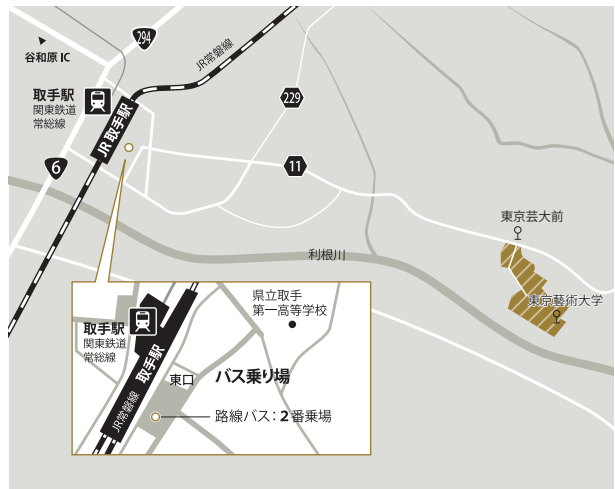 294
谷和原 IC
JR常磐線
取手駅
関東鉄道
常総線
JR 取手駅
229
6
11
東京芸大前
利根川
東京藝術大学
県立取手
第一高等学校
取手駅
関東鉄道
常総線
取手駅
JR常磐線
東口
バス乗り場
路線バス：2番乗場